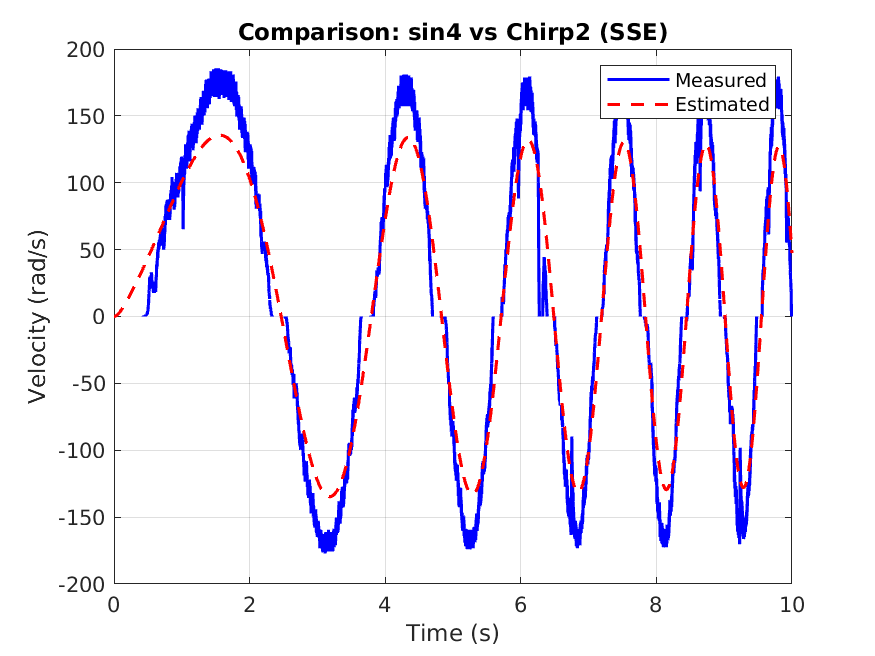 Comparison: sin4 vs Chirp2 (SSE)
Measured
Estimated
200
150
100
50
0
-50
-100
-150
-200
Velocity (rad/s)
0 2 4 6 8 10
Time (s)